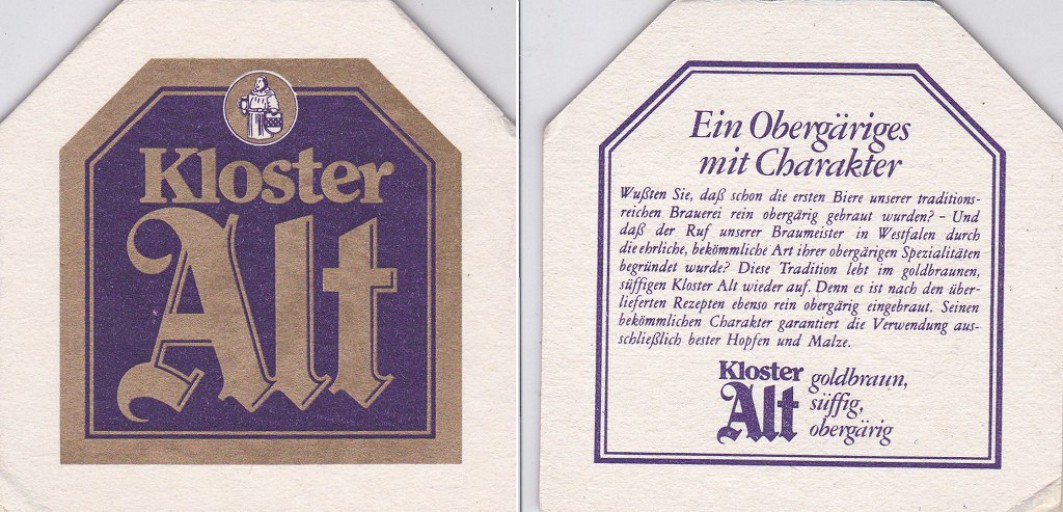 Kloster
Alt
Ein Obergäriges
mit Charakter
Wußten Sie, daß schon die ersten Biere unserer traditions-
reichen Brauerei rein obergärig gebraut wurden? – Und
daß der Ruf unserer Braumeister in Westfalen durch
die ehrliche, bekömmliche Art ihrer obergärigen Spezialitäten
begründet wurde? Diese Tradition lebt im goldbraunen,
süffigen Kloster Alt wieder auf. Denn es ist nach den über-
lieferten Rezepten ebenso rein obergärig eingebraut. Seinen
bekömmlichen Charakter garantiert die Verwendung aus-
schließlich bester Hopfen und Malze.
Kloster
Alt
goldbraun,
süffig,
obergärig